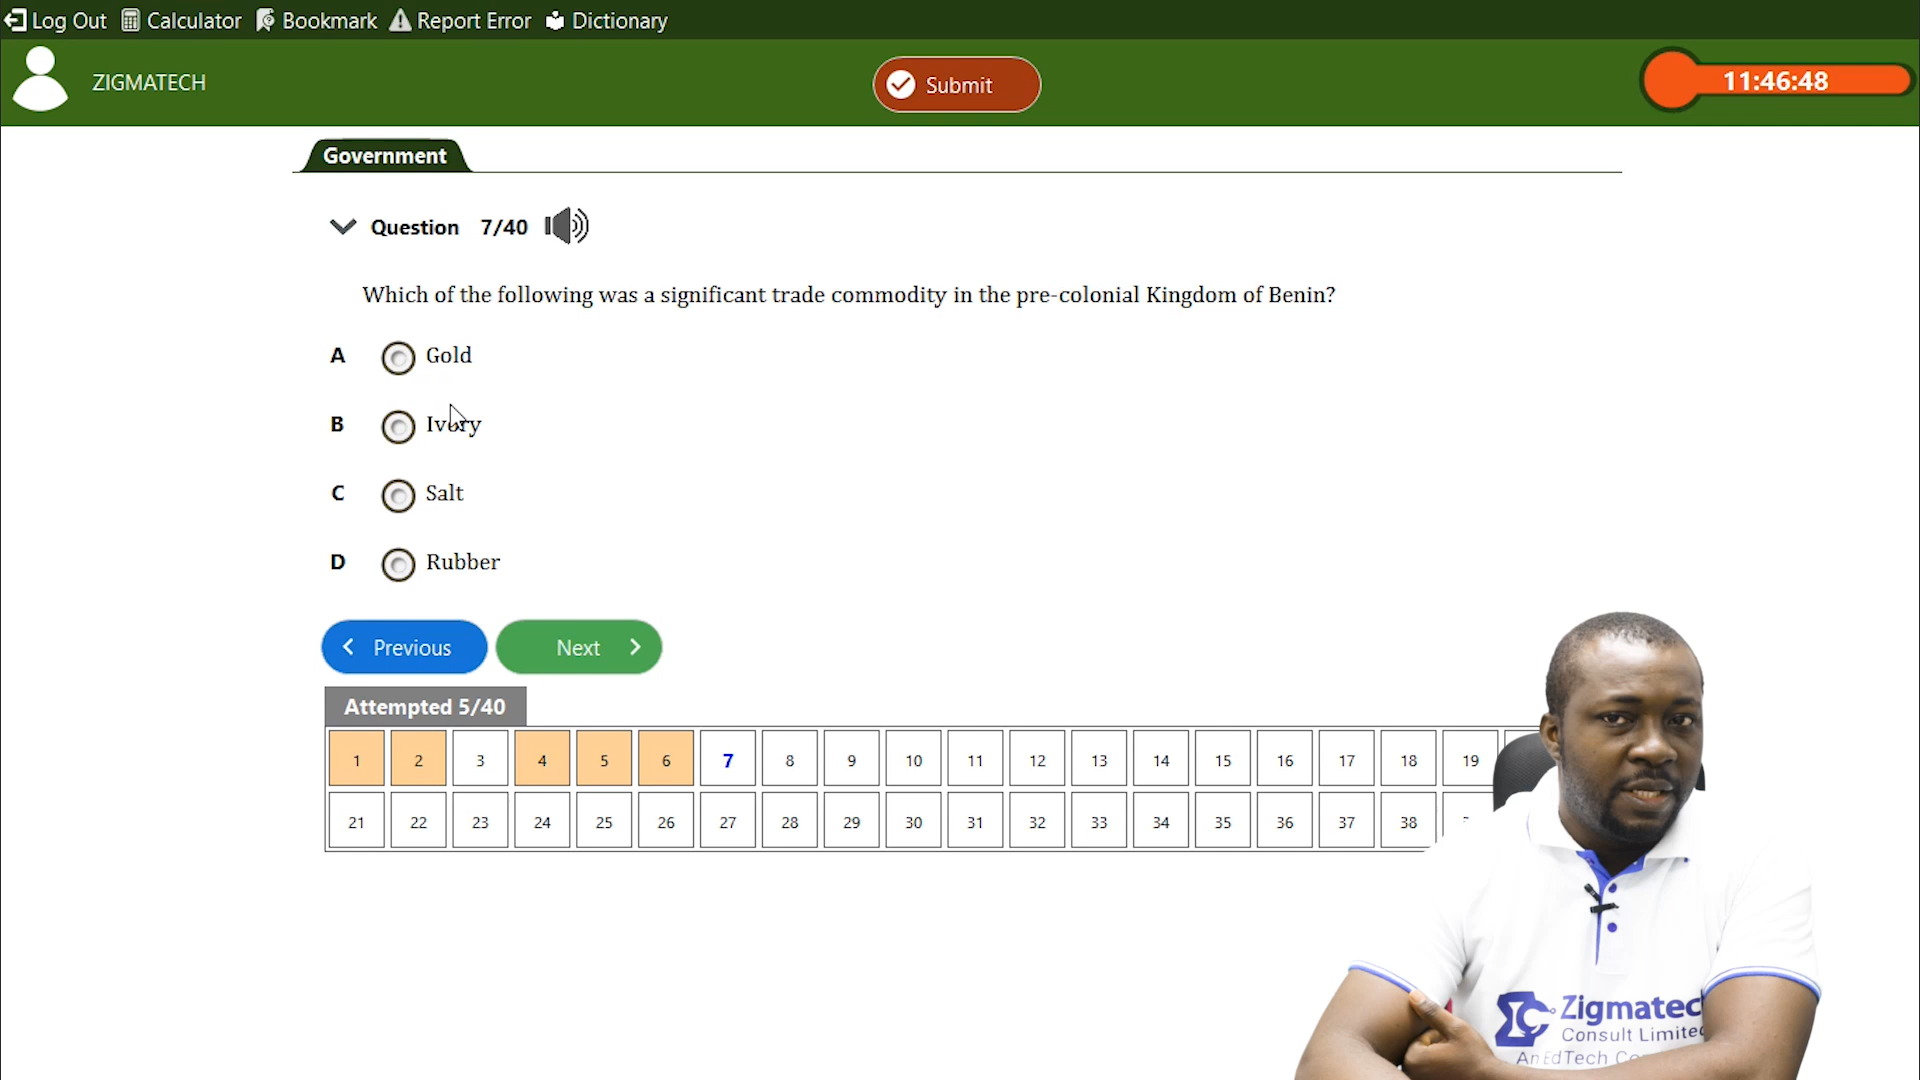 Log Out Calculator Bookmark Report Error Dictionary
ZIGMATECH
Submit
11:46:48
Government
Question 7/40
Which of the following was a significant trade commodity in the pre-colonial Kingdom of Benin?
A Gold
B Ivory
C Salt
D Rubber
Previous Next
Attempted 5/40
1 2 3 4 5 6 7 8 9 10 11 12 13 14 15 16 17 18 19
21 22 23 24 25 26 27 28 29 30 31 32 33 34 35 36 37 38
Zigmatec
Consult Limited
An EdTech